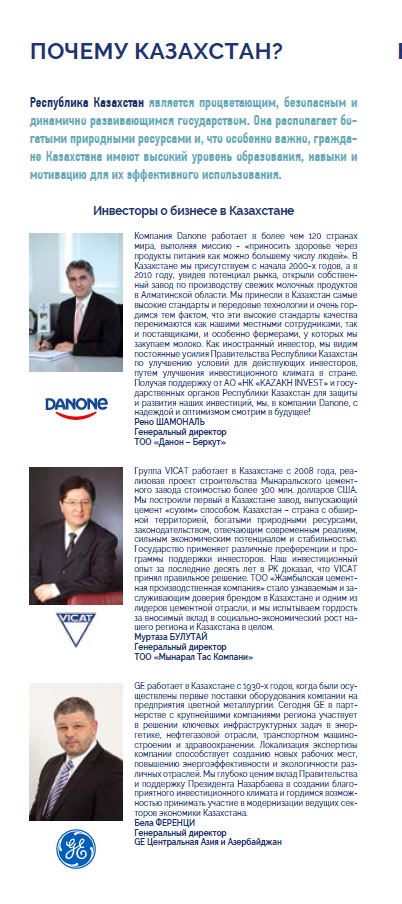 ПОЧЕМУ КАЗАХСТАН?
Республика Казахстан является процветающим, безопасным и
динамично развивающимся государством. Она располагает бо-
гатыми природными ресурсами и, что особенно важно, гражда-
не Казахстана имеют высокий уровень образования, навыки и
мотивацию для их эффективного использования.
Инвесторы о бизнесе в Казахстане
Компания Danone работает в более чем 120 странах
мира, выполняя миссию - «приносить здоровье через
продукты питания как можно большему числу людей». В
Казахстане мы присутствуем с начала 2000-х годов, а в
2010 году, увидев потенциал рынка, открыли собствен-
ный завод по производству свежих молочных продуктов
в Алматинской области. Мы принесли в Казахстан самые
высокие стандарты и передовые технологии и очень гор-
димся тем фактом, что эти высокие стандарты качества
перенимаются как нашими местными сотрудниками, так
и поставщиками, и особенно фермерами, у которых мы
закупаем молоко. Как иностранный инвестор, мы видим
постоянные усилия Правительства Республики Казахстан
по улучшению условий для действующих инвесторов,
путем улучшения инвестиционного климата в стране.
Получая поддержку от АО «НК «KAZAKH INVEST» и госу-
дарственных органов Республики Казахстан для защиты
и развития наших инвестиций, мы, в компании Danone, с
надеждой и оптимизмом смотрим в будущее!
Рено ШАМОНАЛЬ
Генеральный директор
ТОО «Данон – Беркут»
DANONE
Группа VICAT работает в Казахстане с 2008 года, реа-
лизовав проект строительства Мынаральского цемент-
ного завода стоимостью более 300 млн. долларов США.
Мы построили первый в Казахстане завод, выпускающий
цемент «сухим» способом. Казахстан – страна с обшир-
ной территорией, богатыми природными ресурсами,
законодательством, отвечающим современным реалиям,
сильным экономическим потенциалом и стабильностью.
Государство применяет различные преференции и про-
граммы поддержки инвесторов. Наш инвестиционный
опыт за последние десять лет в РК доказал, что VICAT
принял правильное решение. ТОО «Жамбылская цемент-
ная производственная компания» стало узнаваемым и за-
служивающим доверия брендом в Казахстане и одним из
лидеров цементной отрасли, и мы испытываем гордость
за вносимый вклад в социально-экономический рост на-
шего региона и Казахстана в целом.
Муртаза БУЛУТАЙ
Генеральный директор
ТОО «Мынарал Тас Компани»
VICAT
GE работает в Казахстане с 1930-х годов, когда были осу-
ществлены первые поставки оборудования компании на
предприятия цветной металлургии. Сегодня GE в парт-
нерстве с крупнейшими компаниями региона участвует
в решении ключевых инфраструктурных задач в энер-
гетике, нефтегазовой отрасли, транспортном машино-
строении и здравоохранении. Локализация экспертизы
компании способствует созданию новых рабочих мест,
повышению энергоэффективности и экологичности раз-
личных отраслей. Мы глубоко ценим вклад Правительства
и поддержку Президента Назарбаева в создании благо-
приятного инвестиционного климата и гордимся возмож-
ностью принимать участие в модернизации ведущих сек-
торов экономики Казахстана.
Бела ФЕРЕНЦИ
Генеральный директор
GE Центральная Азия и Азербайджан
GE